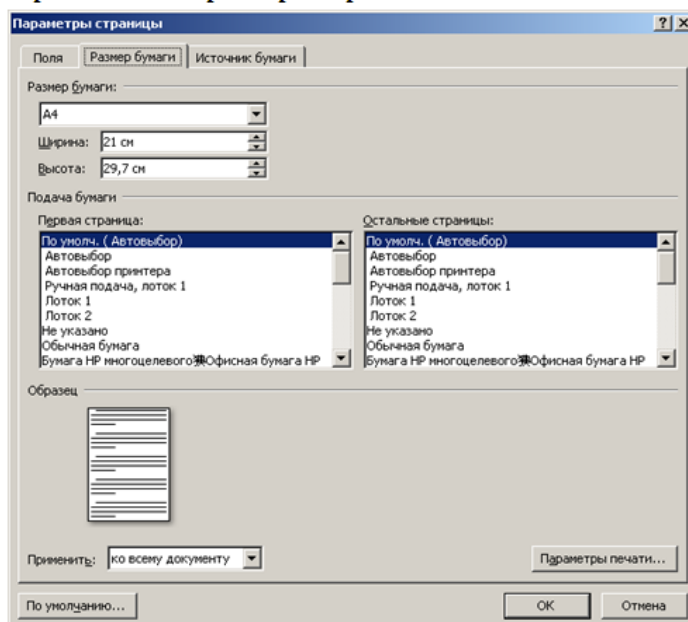 Параметры страницы
Поля Размер бумаги Источник бумаги
Размер бумаги:
A4
Ширина: 21 см
Высота: 29,7 см
Подача бумаги
Первая страница: Остальные страницы:
По умолч. ( Автовыбор) По умолч. ( Автовыбор)
Автовыбор Автовыбор
Автовыбор принтера Автовыбор принтера
Ручная подача, лоток 1 Ручная подача, лоток 1
Лоток 1 Лоток 1
Лоток 2 Лоток 2
Не указано Не указано
Обычная бумага Обычная бумага
Бумага HP многоцелевого Офисная бумага HP Бумага HP многоцелевого Офисная бумага HP
Образец
Применить: ко всему документу Параметры печати...
По умолчанию... ОК Отмена